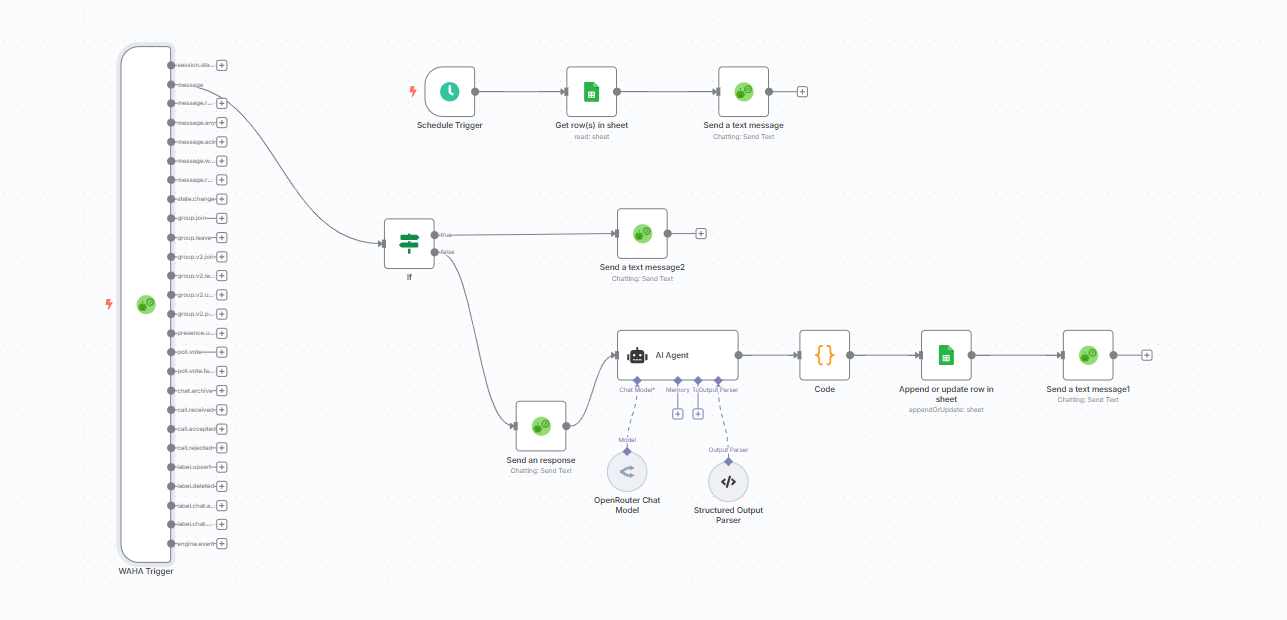 session.sta...
message
message.r...
message.any
message.ack
message.w...
message.r...
state.change
group.join
group.leave
group.v2.join
group.v2.le...
group.v2.u...
group.v2.p...
presence.u...
poll.vote
poll.vote.fa...
chat.archive
call.received
call.accepted
call.rejected
label.upsert
label.deleted
label.chat.a...
label.chat....
engine.event
WAHA Trigger
Schedule Trigger
Get row(s) in sheet
read: sheet
Send a text message
Chatting: Send Text
If
true
false
Send a text message2
Chatting: Send Text
Send an response
Chatting: Send Text
AI Agent
Chat Model*
Memory
Output Parser
Model
OpenRouter Chat
Model
Output Parser
Structured Output
Parser
Code
Append or update row in
sheet
appendOrUpdate: sheet
Send a text message1
Chatting: Send Text